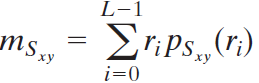 $m_{S_{xy}} = \sum_{i=0}^{L-1} r_i p_{S_{xy}}(r_i)$